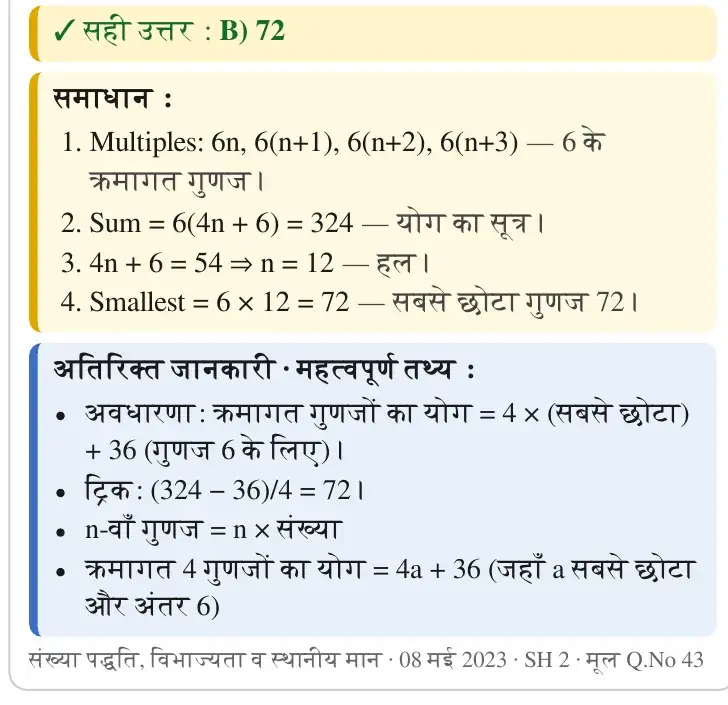 ✓ सही उत्तर : B) 72
समाधान :
1. Multiples: 6n, 6(n+1), 6(n+2), 6(n+3) — 6 के
क्रमागत गुणज।
2. Sum = 6(4n + 6) = 324 — योग का सूत्र।
3. 4n + 6 = 54 ⇒ n = 12 — हल।
4. Smallest = 6 × 12 = 72 — सबसे छोटा गुणज 72।
अतिरिक्त जानकारी · महत्वपूर्ण तथ्य :
• अवधारणा : क्रमागत गुणजों का योग = 4 × (सबसे छोटा)
+ 36 (गुणज 6 के लिए)।
• ट्रिक : (324 − 36)/4 = 72।
• n-वाँ गुणज = n × संख्या
• क्रमागत 4 गुणजों का योग = 4a + 36 (जहाँ a सबसे छोटा
और अंतर 6)
संख्या पद्धति, विभाज्यता व स्थानीय मान · 08 मई 2023 · SH 2 · मूल Q.No 43